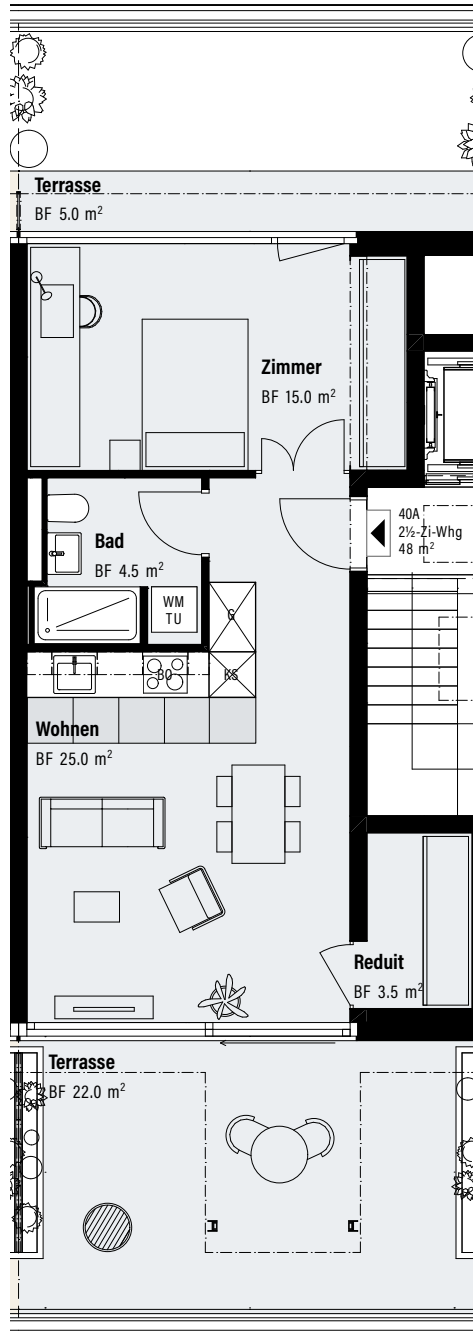 Terrasse
BF 5.0 m²
Zimmer
BF 15.0 m²
40A
2½-Zi-Whg
48 m²
Bad
BF 4.5 m²
WM
TU
G
BO
KS
Wohnen
BF 25.0 m²
Reduit
BF 3.5 m²
Terrasse
BF 22.0 m²